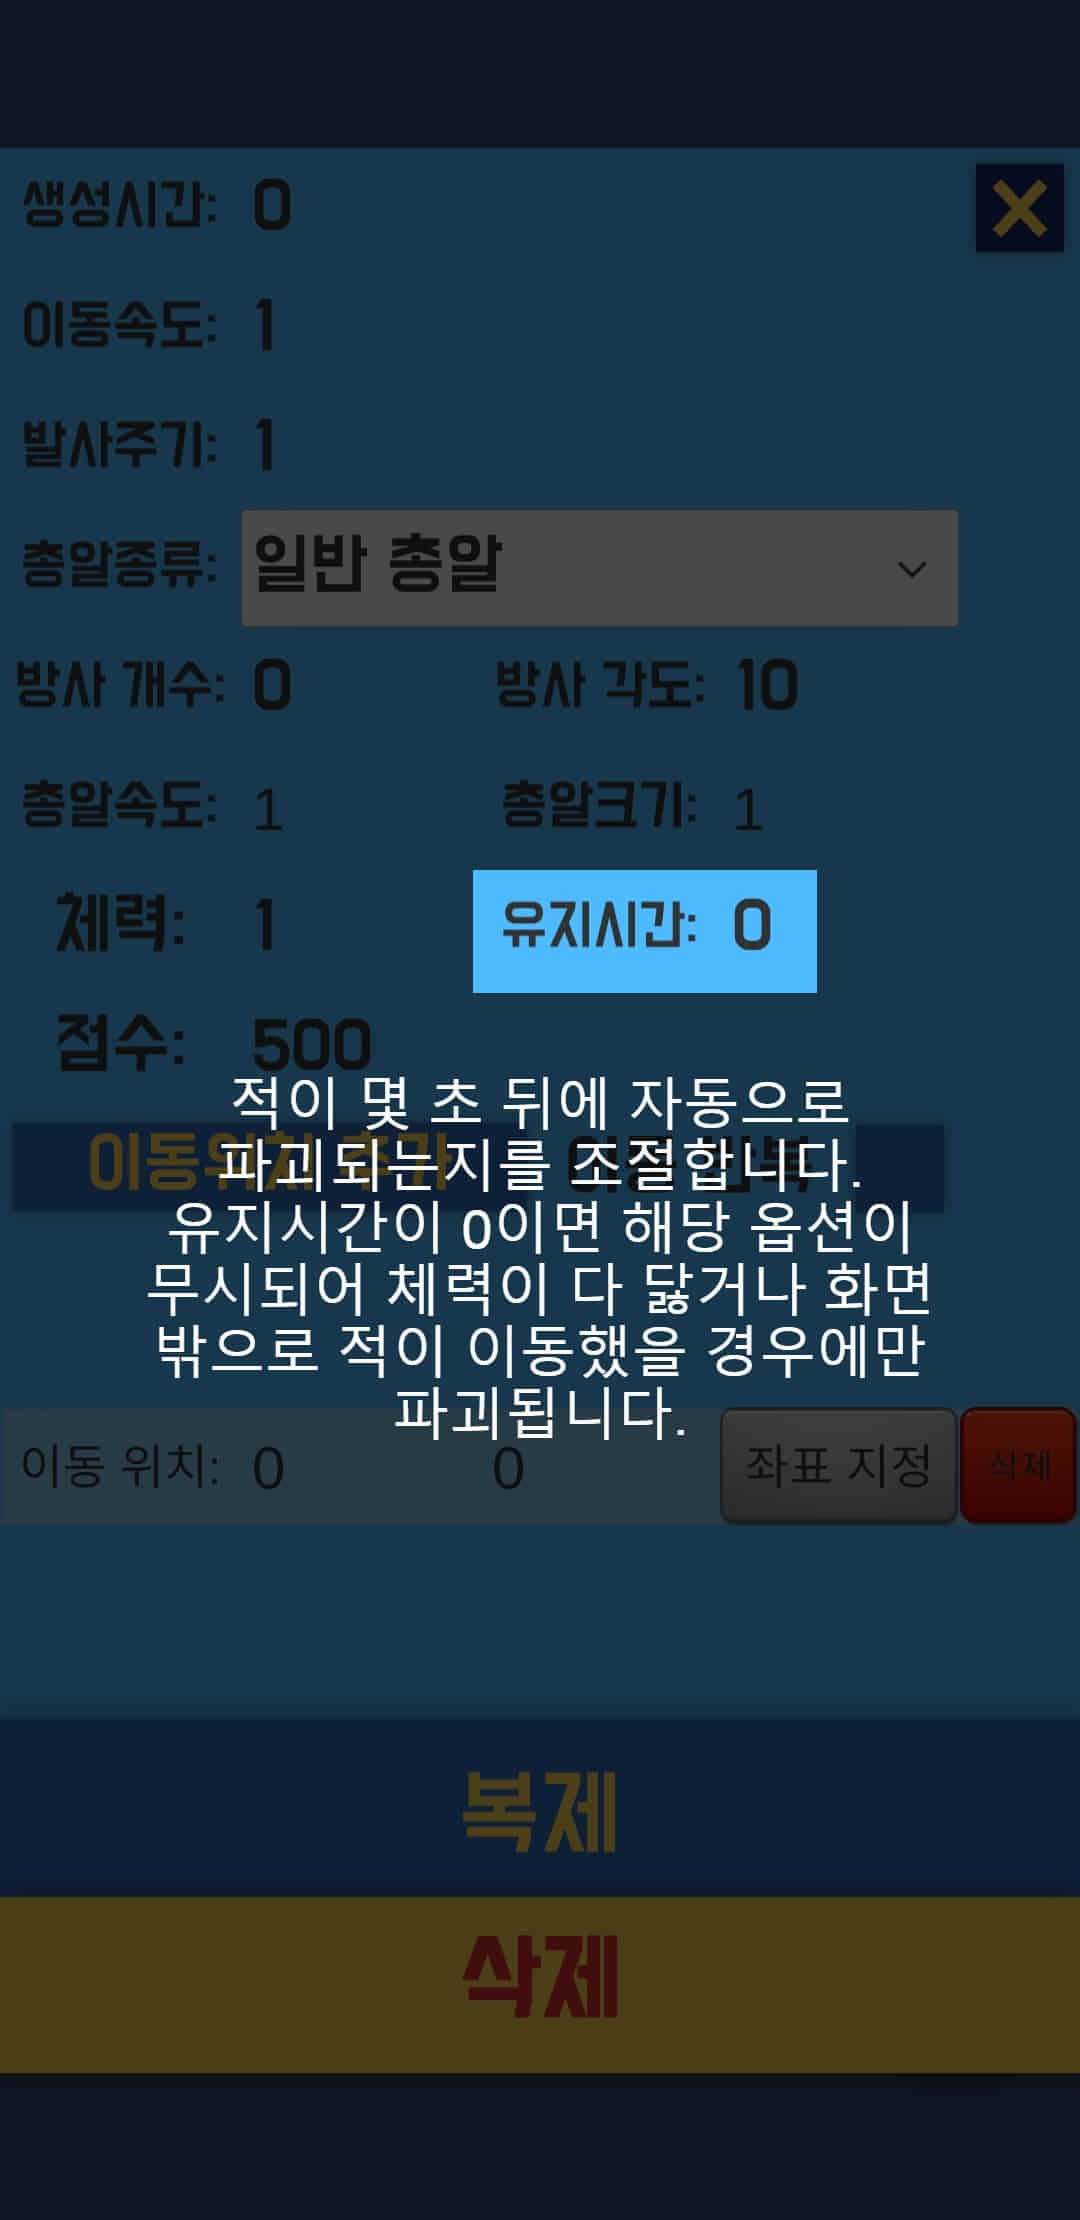 생성시간: 0
이동속도: 1
발사주기: 1
총알종류: 일반 총알
방사 개수: 0 방사 각도: 10
총알속도: 1 총알크기: 1
체력: 1 유지시간: 0
점수: 500
적이 몇 초 뒤에 자동으로
이동위치 추가 이동 반복
파괴되는지를 조절합니다.
유지시간이 0이면 해당 옵션이
무시되어 체력이 다 닳거나 화면
밖으로 적이 이동했을 경우에만
파괴됩니다.
이동 위치: 0 0 좌표 지정 삭제
복제
삭제